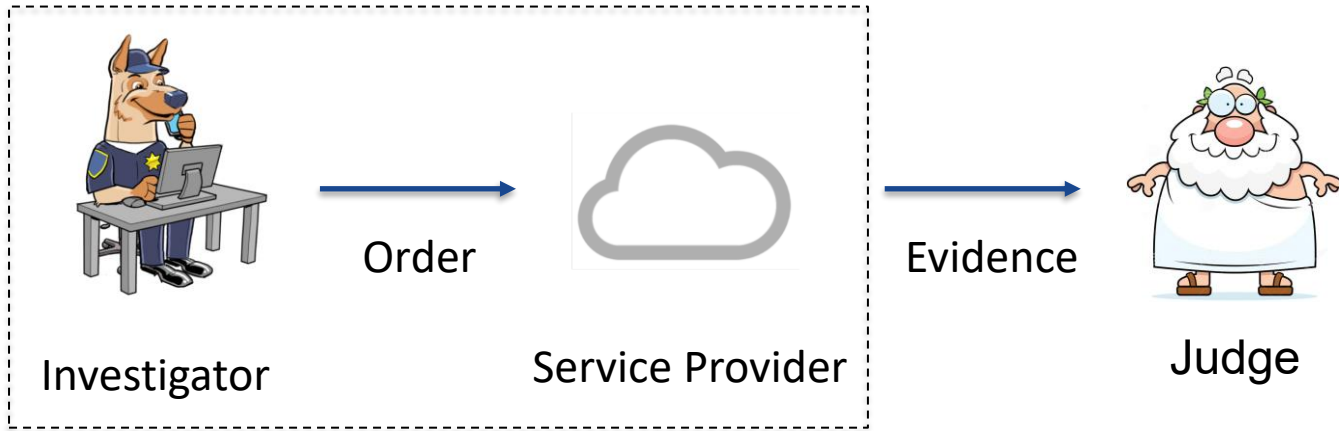 Order
Evidence
Investigator
Service Provider
Judge